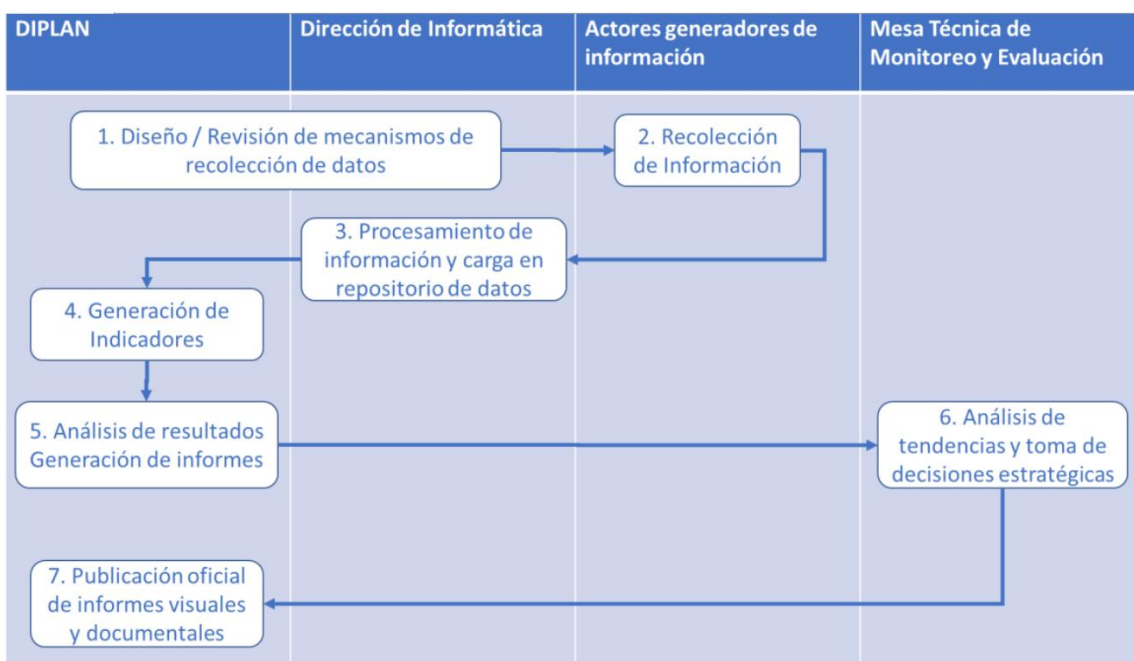 DIPLAN
Dirección de Informática
Actores generadores de
información
Mesa Técnica de
Monitoreo y Evaluación
1. Diseño / Revisión de mecanismos de
recolección de datos
2. Recolección
de Información
3. Procesamiento de
información y carga en
repositorio de datos
4. Generación de
Indicadores
5. Análisis de resultados
Generación de informes
6. Análisis de
tendencias y toma de
decisiones estratégicas
7. Publicación oficial
de informes visuales
y documentales